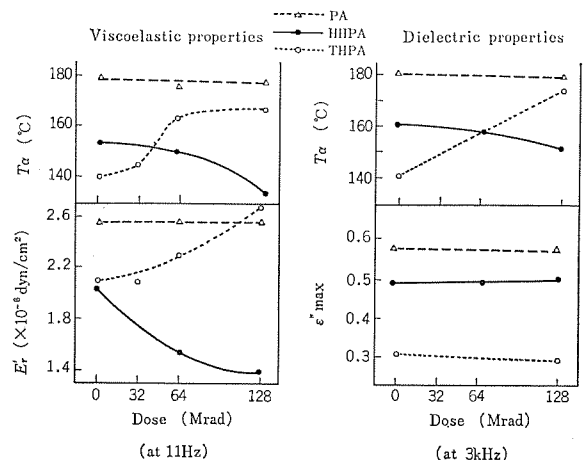 PA
Viscoelastic properties
HHPA
Dielectric properties
THPA
180
160
140
Tα (℃)
2.6
2.2
1.8
1.4
E′r (×10⁻⁸ dyn/cm²)
0 32 64 128
Dose (Mrad)
(at 11Hz)
180
160
140
Tα (℃)
0.6
0.5
0.4
0.3
ε″max
0 32 64 128
Dose (Mrad)
(at 3kHz)